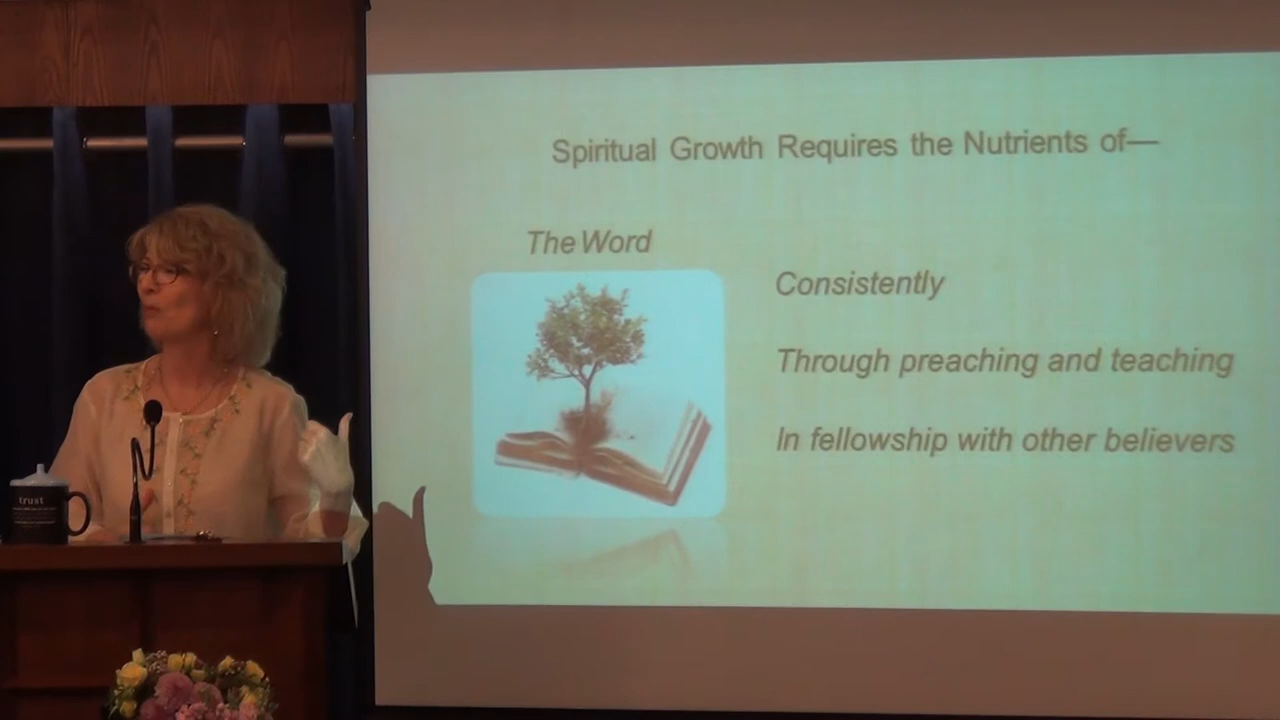 Spiritual Growth Requires the Nutrients of—
The Word
Consistently
Through preaching and teaching
In fellowship with other believers
trust